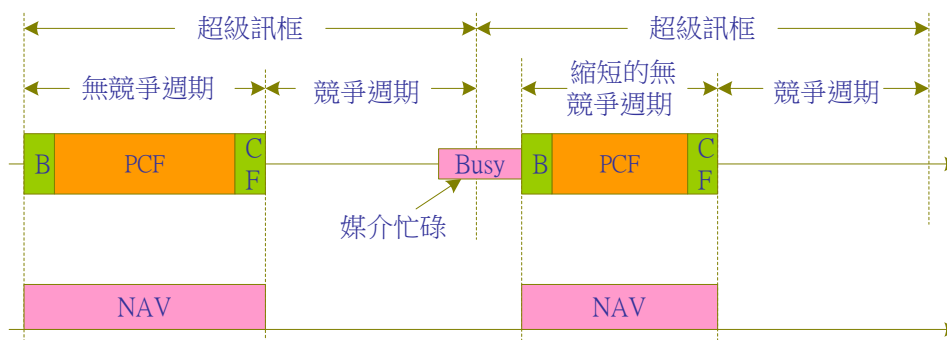 超級訊框
超級訊框
無競爭週期
競爭週期
縮短的無
競爭週期
競爭週期
B
PCF
C
F
Busy
B
PCF
C
F
媒介忙碌
NAV
NAV